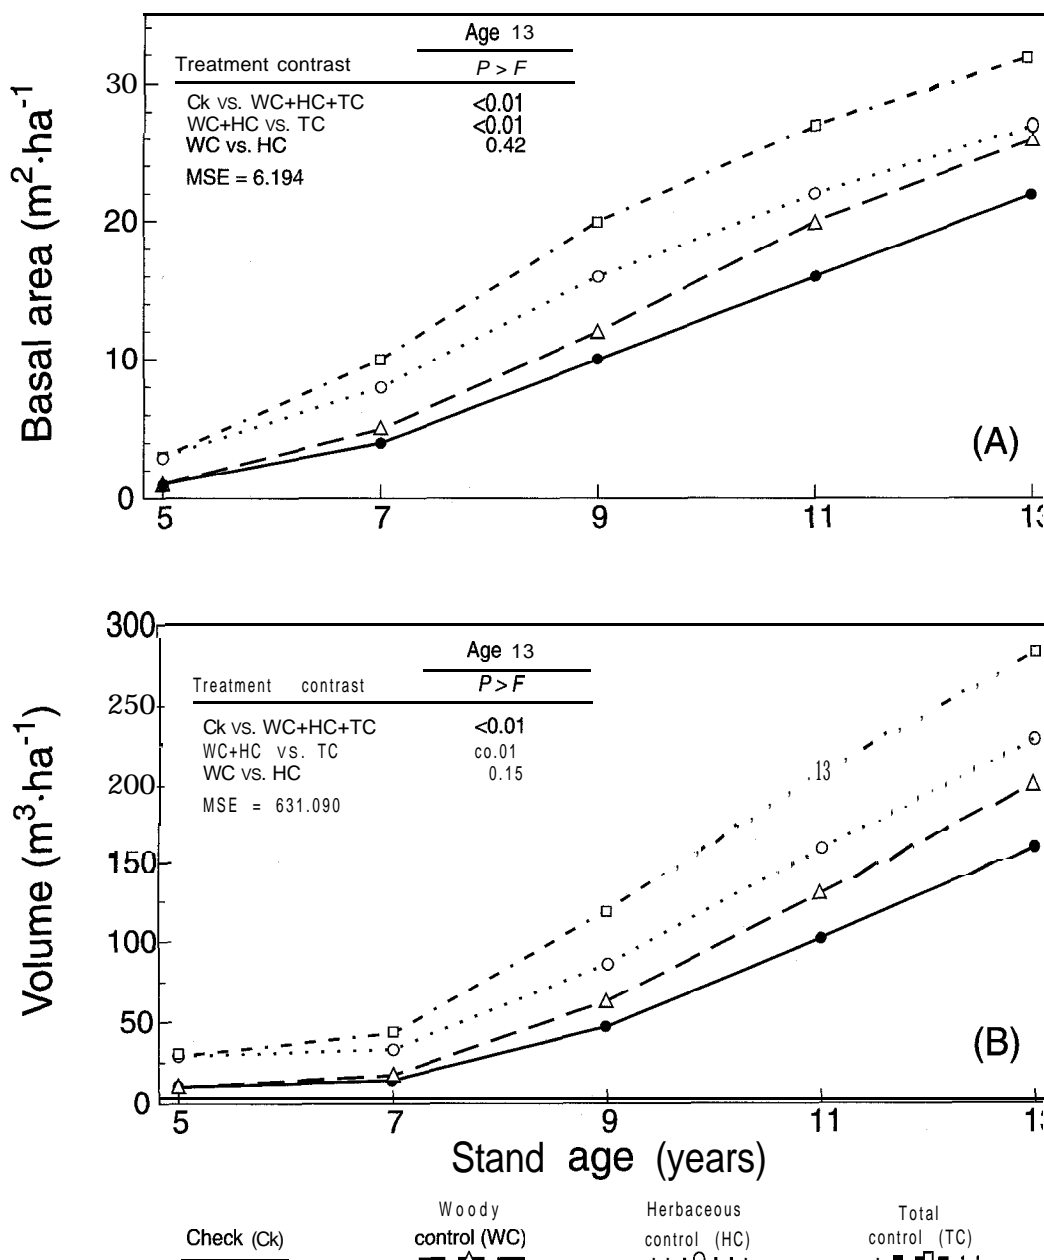 Age 13
Treatment contrast P > F
Ck vs. WC+HC+TC <0.01
WC+HC vs. TC <0.01
WC vs. HC 0.42
MSE = 6.194
Basal area (m²·ha⁻¹)
30
20
10
0
(A)
5 7 9 11 13
Age 13
Treatment contrast P > F
Ck vs. WC+HC+TC <0.01
WC+HC vs. TC co.01
WC vs. HC 0.15
MSE = 631.090
Volume (m³·ha⁻¹)
300
250
200
150
100
50
0
.13
(B)
5 7 9 11 13
Stand age (years)
Check (Ck)
Woody
control (WC)
Herbaceous
control (HC)
Total
control (TC)